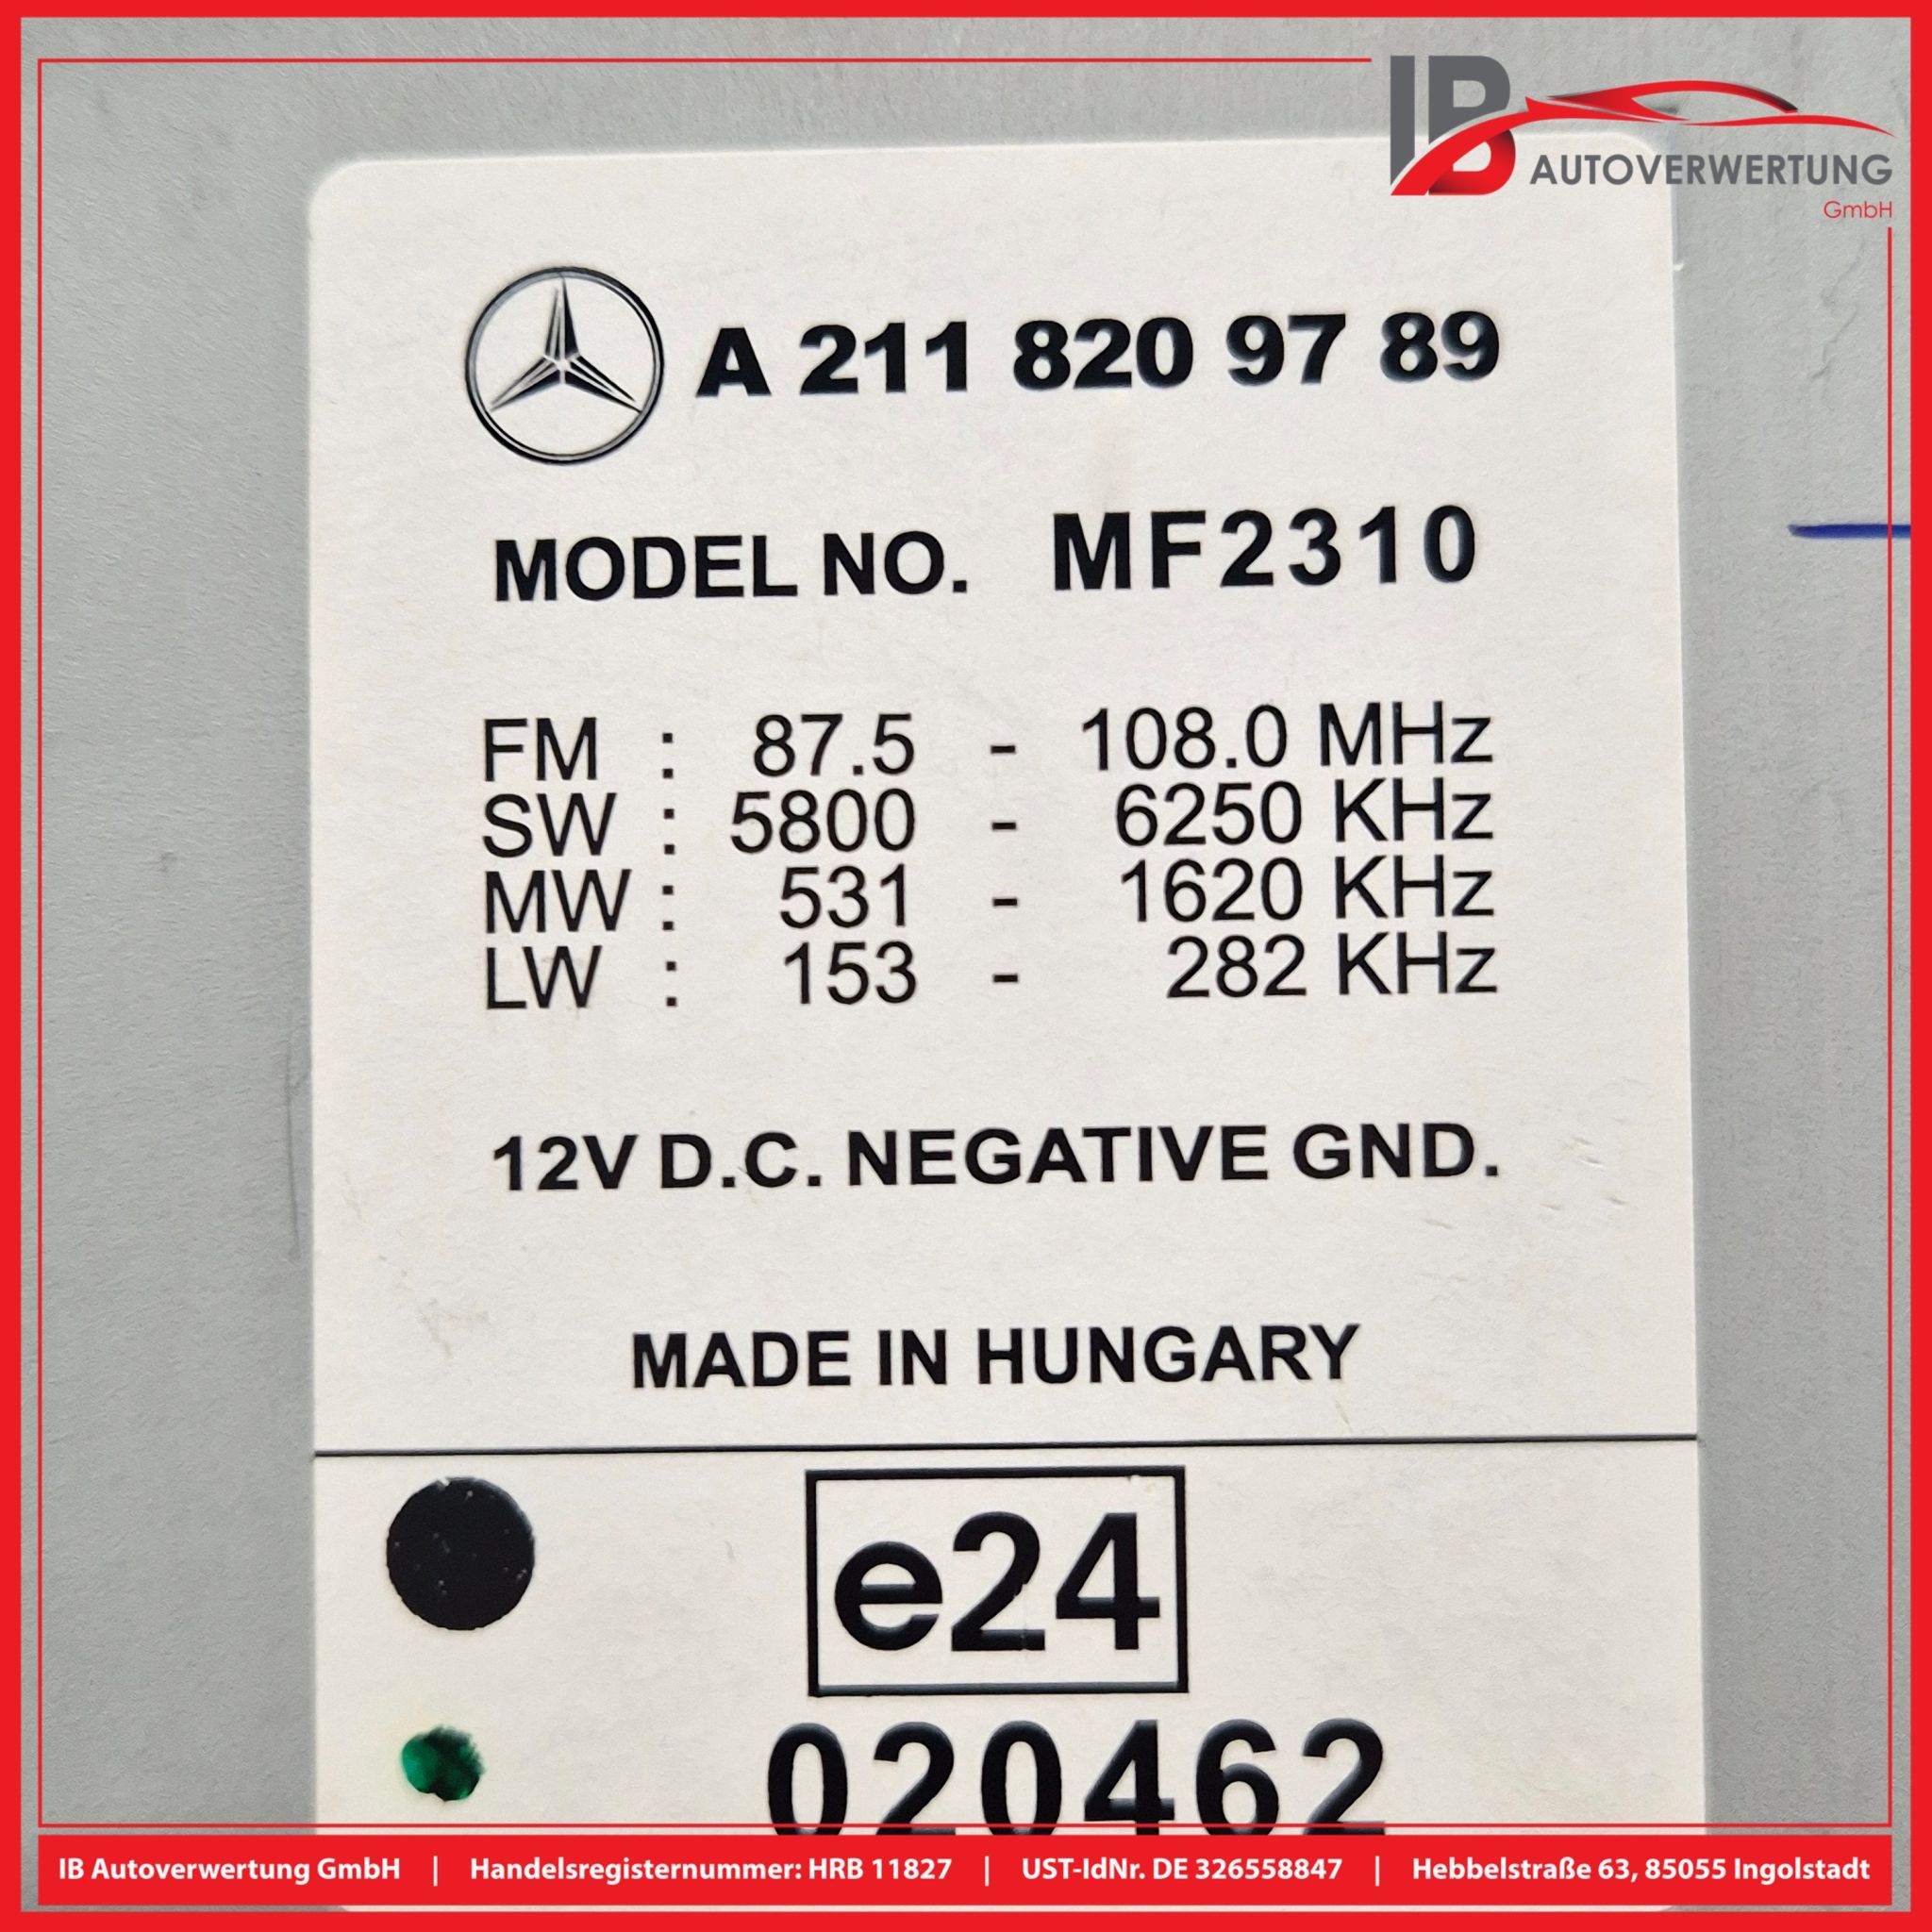 IB
AUTOVERWERTUNG
GmbH
A 211 820 97 89
MODEL NO. MF2310
FM : 87.5 - 108.0 MHz
SW : 5800 - 6250 KHz
MW : 531 - 1620 KHz
LW : 153 - 282 KHz
12V D.C. NEGATIVE GND.
MADE IN HUNGARY
e24
020462
IB Autoverwertung GmbH | Handelsregisternummer: HRB 11827 | UST-IdNr. DE 326558847 | Hebbelstraße 63, 85055 Ingolstadt